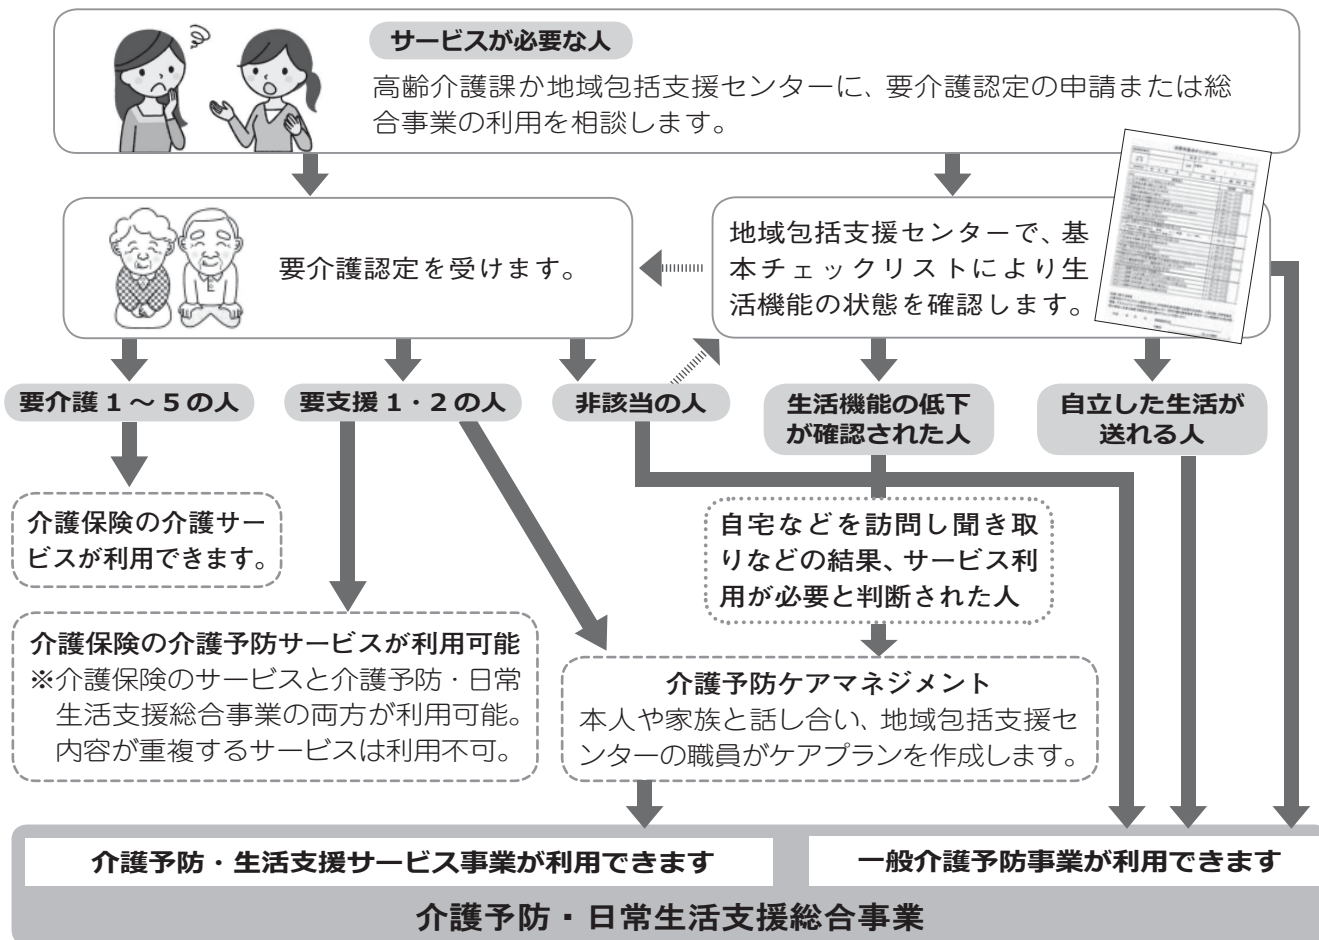 サービスが必要な人
高齢介護課か地域包括支援センターに、要介護認定の申請または総
合事業の利用を相談します。
要介護認定を受けます。
地域包括支援センターで、基
本チェックリストにより生
活機能の状態を確認します。
要介護1～5の人
要支援1・2の人
非該当の人
生活機能の低下
が確認された人
自立した生活が
送れる人
介護保険の介護サー
ビスが利用できます。
自宅などを訪問し聞き取
りなどの結果、サービス利
用が必要と判断された人
介護保険の介護予防サービスが利用可能
※介護保険のサービスと介護予防・日常
生活支援総合事業の両方が利用可能。
内容が重複するサービスは利用不可。
介護予防ケアマネジメント
本人や家族と話し合い、地域包括支援セ
ンターの職員がケアプランを作成します。
介護予防・生活支援サービス事業が利用できます
一般介護予防事業が利用できます
介護予防・日常生活支援総合事業